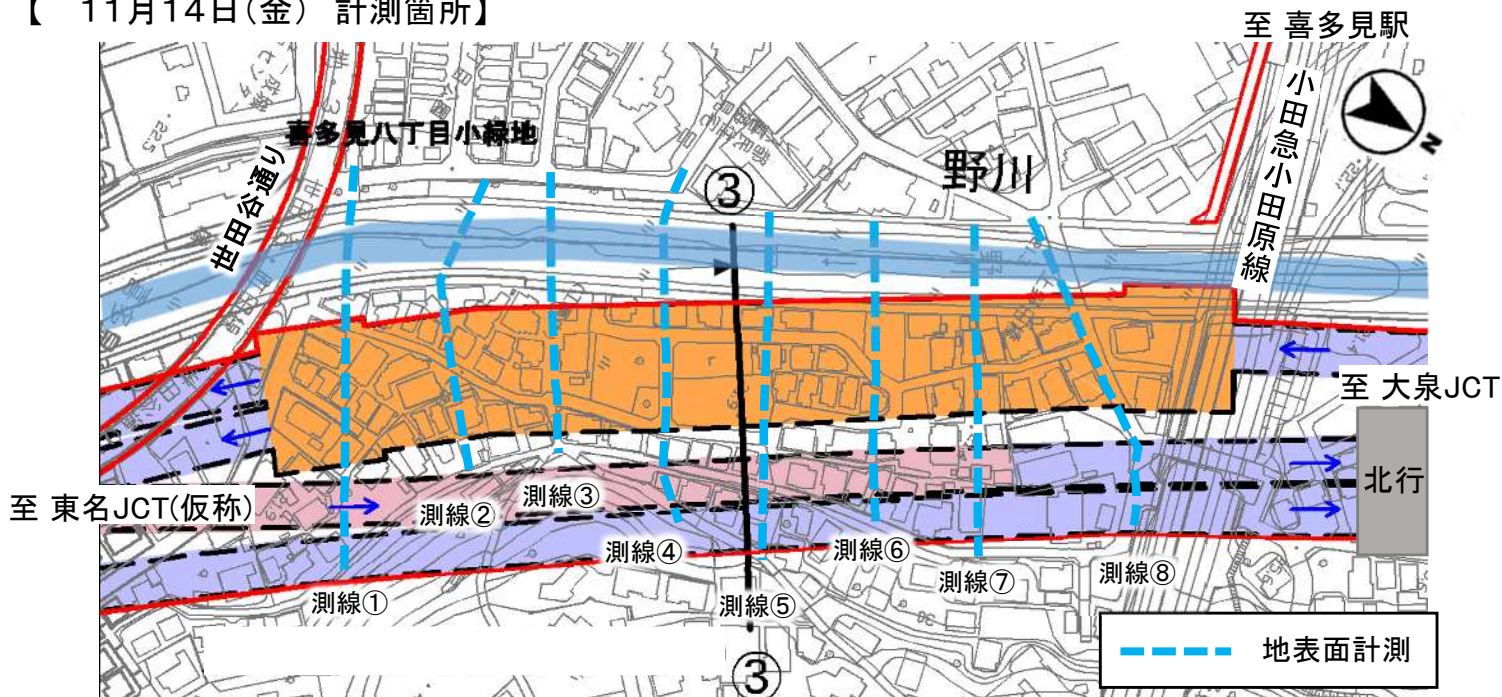 【　11月14日(金) 計測箇所】
至 喜多見駅
小田急小田原線
N
喜多見八丁目小緑地
世田谷通り
野川
③
至 大泉JCT
北行
至 東名JCT(仮称)
測線①
測線②
測線③
測線④
測線⑤
測線⑥
測線⑦
測線⑧
③
地表面計測